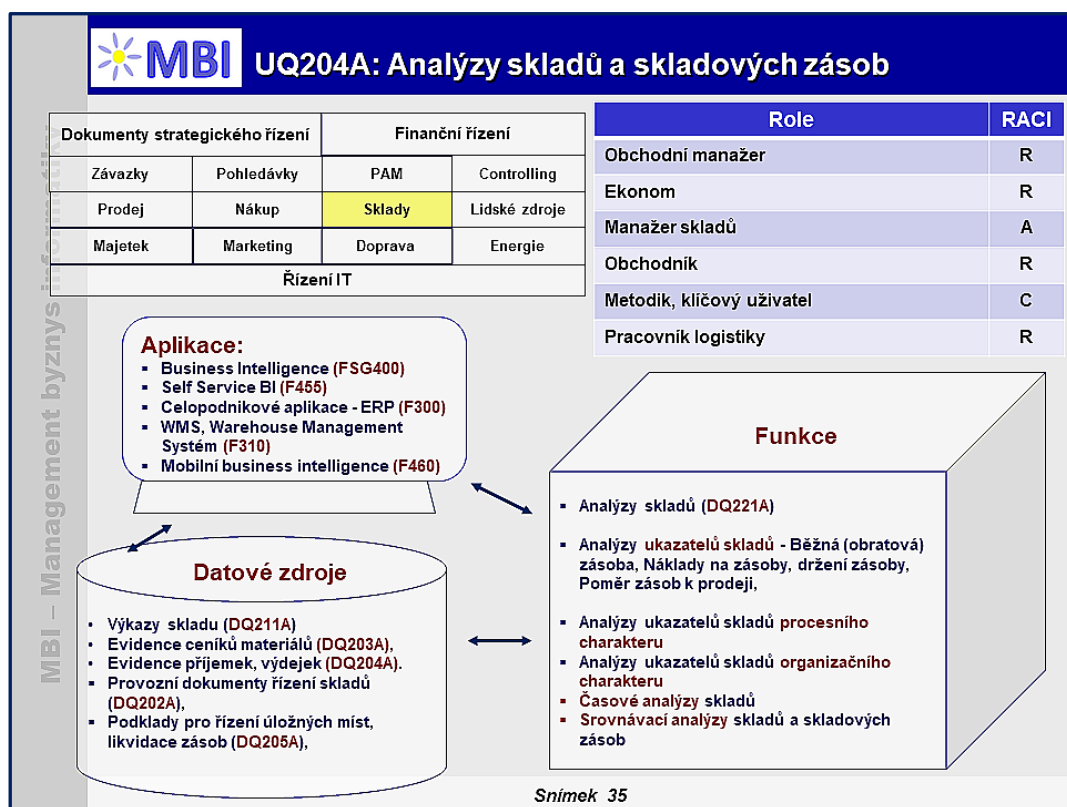 MBI
UQ204A: Analýzy skladů a skladových zásob
MBI – Management byznys informatiky
Dokumenty strategického řízení
Finanční řízení
Závazky
Pohledávky
PAM
Controlling
Prodej
Nákup
Sklady
Lidské zdroje
Majetek
Marketing
Doprava
Energie
Řízení IT
Role
RACI
Obchodní manažer
R
Ekonom
R
Manažer skladů
A
Obchodník
R
Metodik, klíčový uživatel
C
Pracovník logistiky
R
Aplikace:
▪ Business Intelligence (FSG400)
▪ Self Service BI (F455)
▪ Celopodnikové aplikace - ERP (F300)
▪ WMS, Warehouse Management
Systém (F310)
▪ Mobilní business intelligence (F460)
Datové zdroje
▪ Výkazy skladu (DQ211A)
▪ Evidence ceníků materiálů (DQ203A),
▪ Evidence příjemek, výdejek (DQ204A).
▪ Provozní dokumenty řízení skladů
(DQ202A),
▪ Podklady pro řízení úložných míst,
likvidace zásob (DQ205A),
Funkce
▪ Analýzy skladů (DQ221A)
▪ Analýzy ukazatelů skladů - Běžná (obratová)
zásoba, Náklady na zásoby, držení zásoby,
Poměr zásob k prodeji,
▪ Analýzy ukazatelů skladů procesního
charakteru
▪ Analýzy ukazatelů skladů organizačního
charakteru
▪ Časové analýzy skladů
▪ Srovnávací analýzy skladů a skladových
zásob
Snímek 35